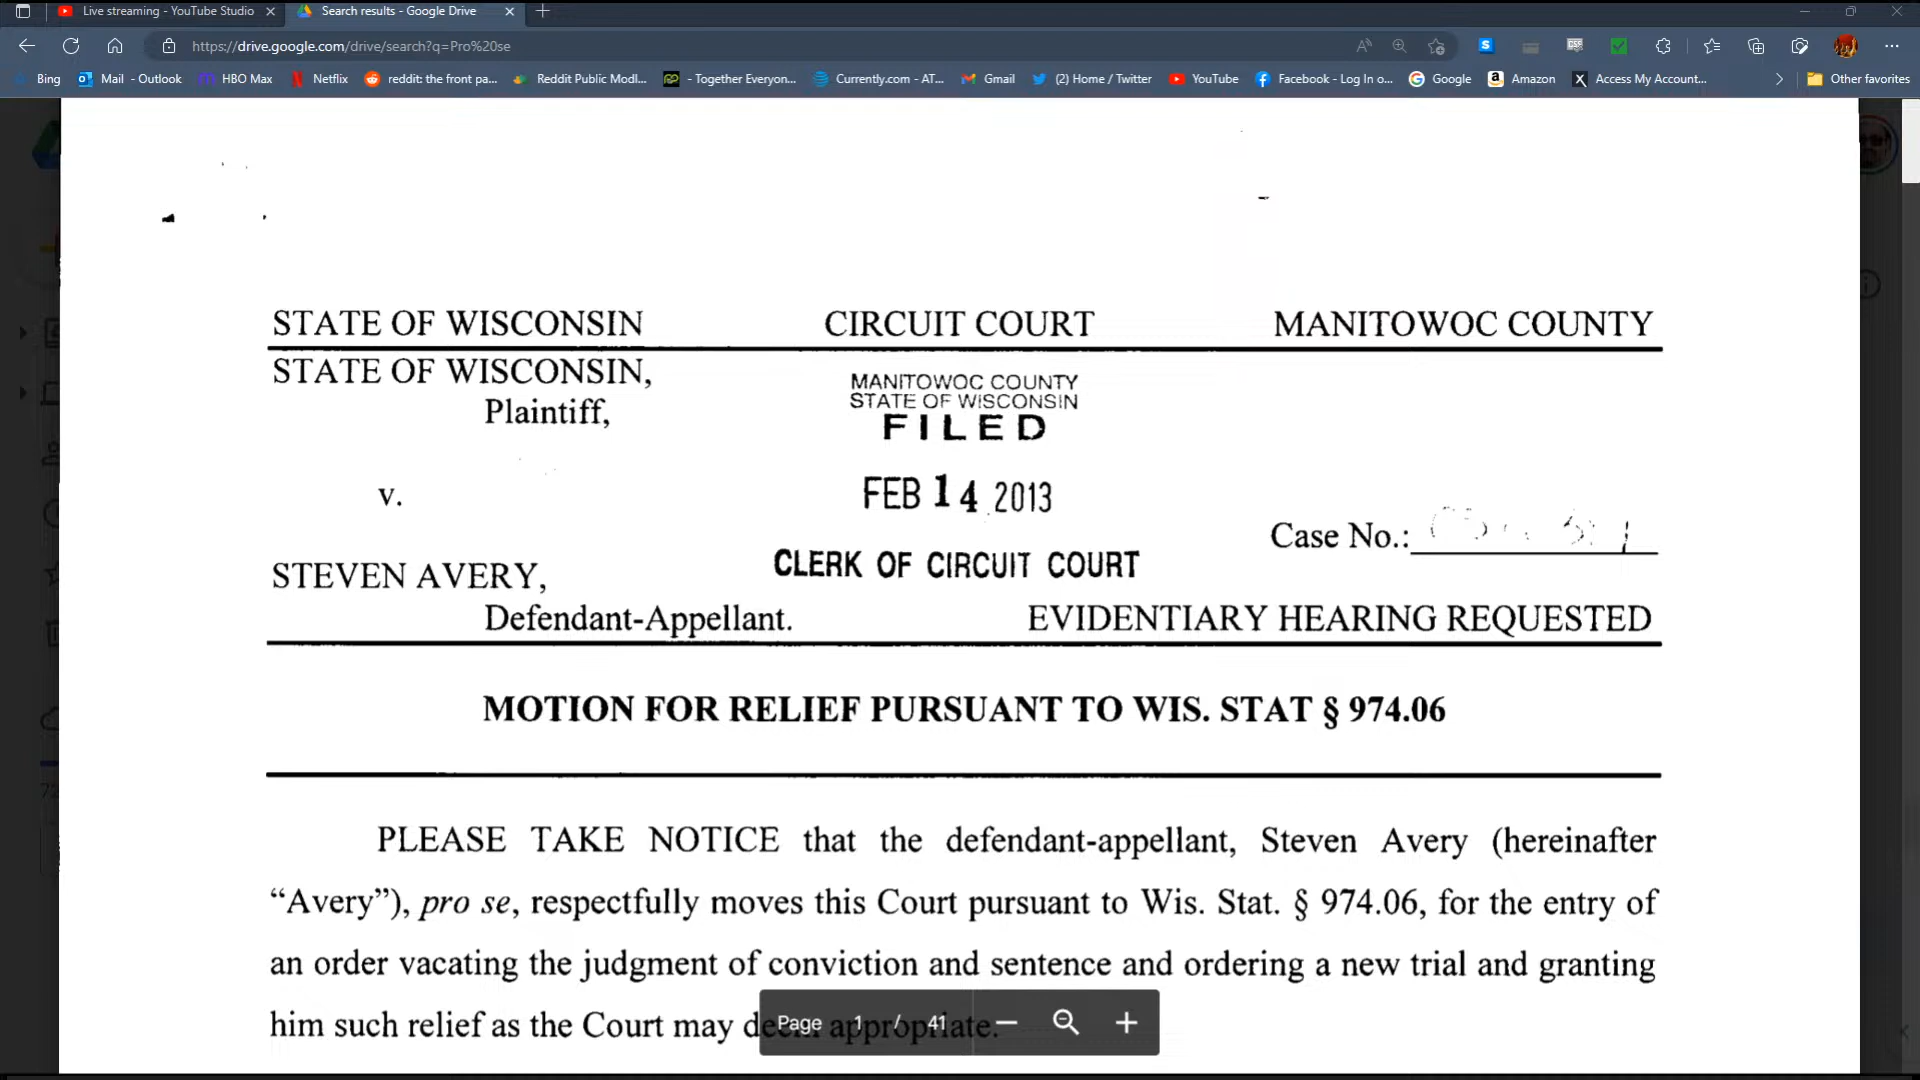 Live streaming - YouTube Studio
Search results - Google Drive
https://drive.google.com/drive/search?q=Pro%20se
Bing
Mail - Outlook
HBO Max
Netflix
reddit: the front pa...
Reddit Public Modl...
- Together Everyon...
Currently.com - AT...
Gmail
(2) Home / Twitter
YouTube
Facebook - Log In o...
Google
Amazon
Access My Account...
Other favorites
STATE OF WISCONSIN CIRCUIT COURT MANITOWOC COUNTY
STATE OF WISCONSIN,
Plaintiff,
MANITOWOC COUNTY
STATE OF WISCONSIN
FILED
v.
FEB 14 2013
Case No.:
CLERK OF CIRCUIT COURT
STEVEN AVERY,
Defendant-Appellant. EVIDENTIARY HEARING REQUESTED
MOTION FOR RELIEF PURSUANT TO WIS. STAT § 974.06
PLEASE TAKE NOTICE that the defendant-appellant, Steven Avery (hereinafter
“Avery”), pro se, respectfully moves this Court pursuant to Wis. Stat. § 974.06, for the entry of
an order vacating the judgment of conviction and sentence and ordering a new trial and granting
him such relief as the Court may deem appropriate.
Page 1 / 41